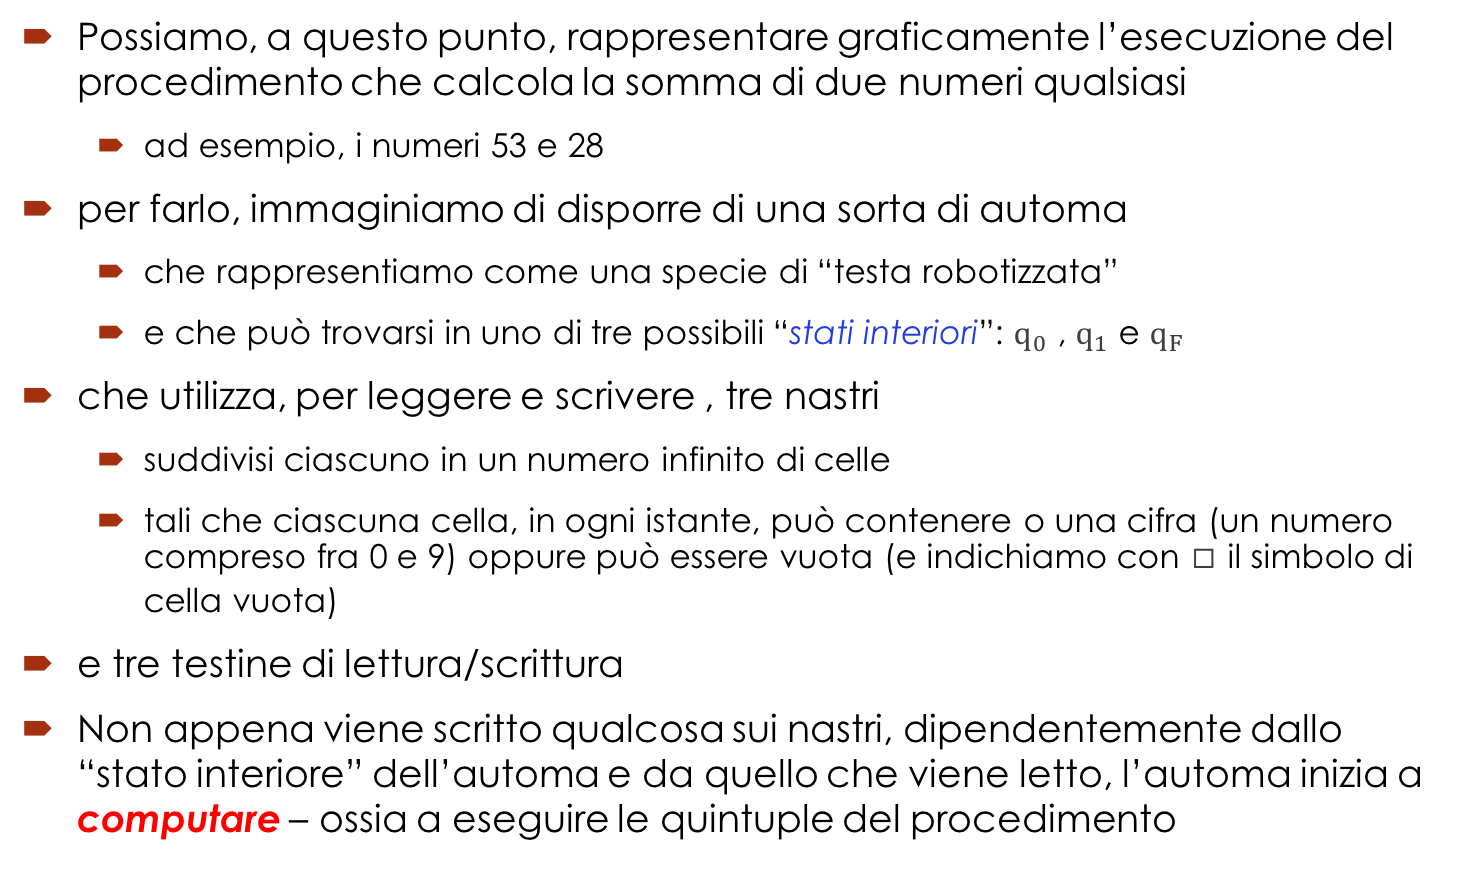 Possiamo, a questo punto, rappresentare graficamente l’esecuzione del
procedimento che calcola la somma di due numeri qualsiasi
ad esempio, i numeri 53 e 28
per farlo, immaginiamo di disporre di una sorta di automa
che rappresentiamo come una specie di “testa robotizzata”
e che può trovarsi in uno di tre possibili “stati interiori”: q₀ , q₁ e q_F
che utilizza, per leggere e scrivere , tre nastri
suddivisi ciascuno in un numero infinito di celle
tali che ciascuna cella, in ogni istante, può contenere o una cifra (un numero
compreso fra 0 e 9) oppure può essere vuota (e indichiamo con □ il simbolo di
cella vuota)
e tre testine di lettura/scrittura
Non appena viene scritto qualcosa sui nastri, dipendentemente dallo
“stato interiore” dell’automa e da quello che viene letto, l’automa inizia a
computare – ossia a eseguire le quintuple del procedimento